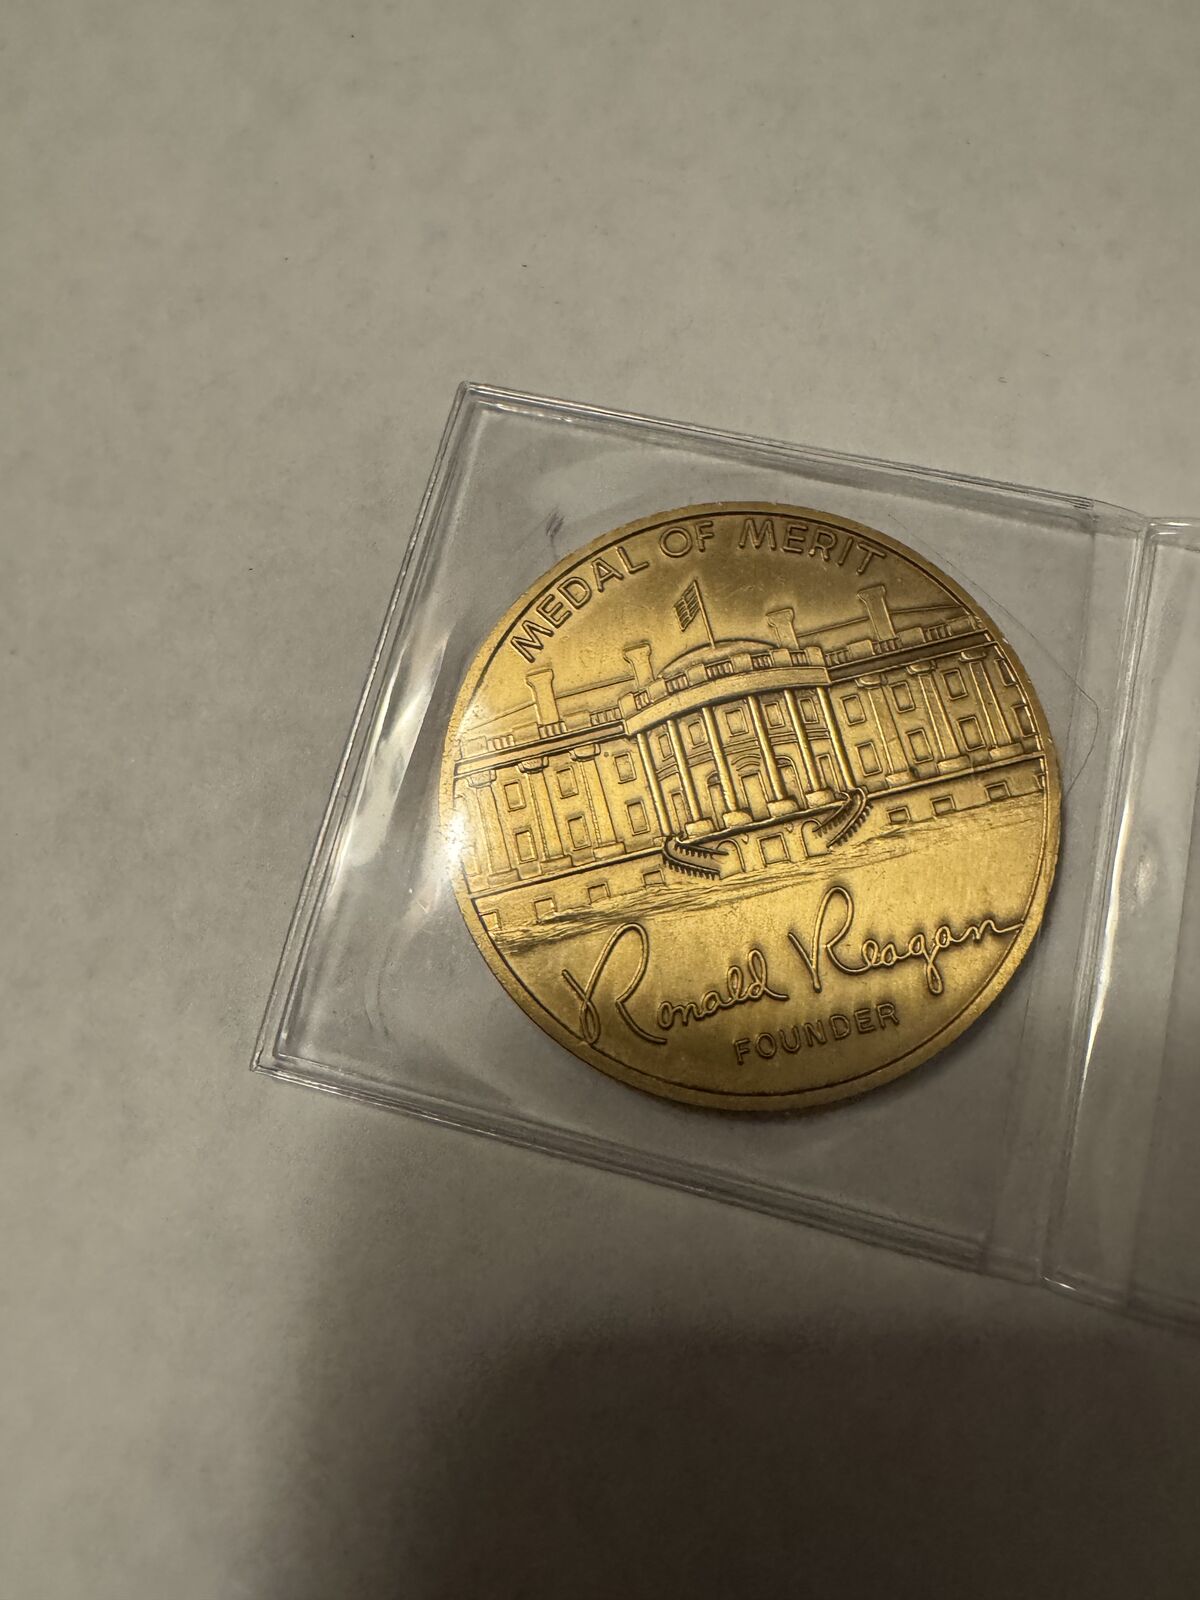 MEDAL OF MERIT
Ronald Reagan
FOUNDER